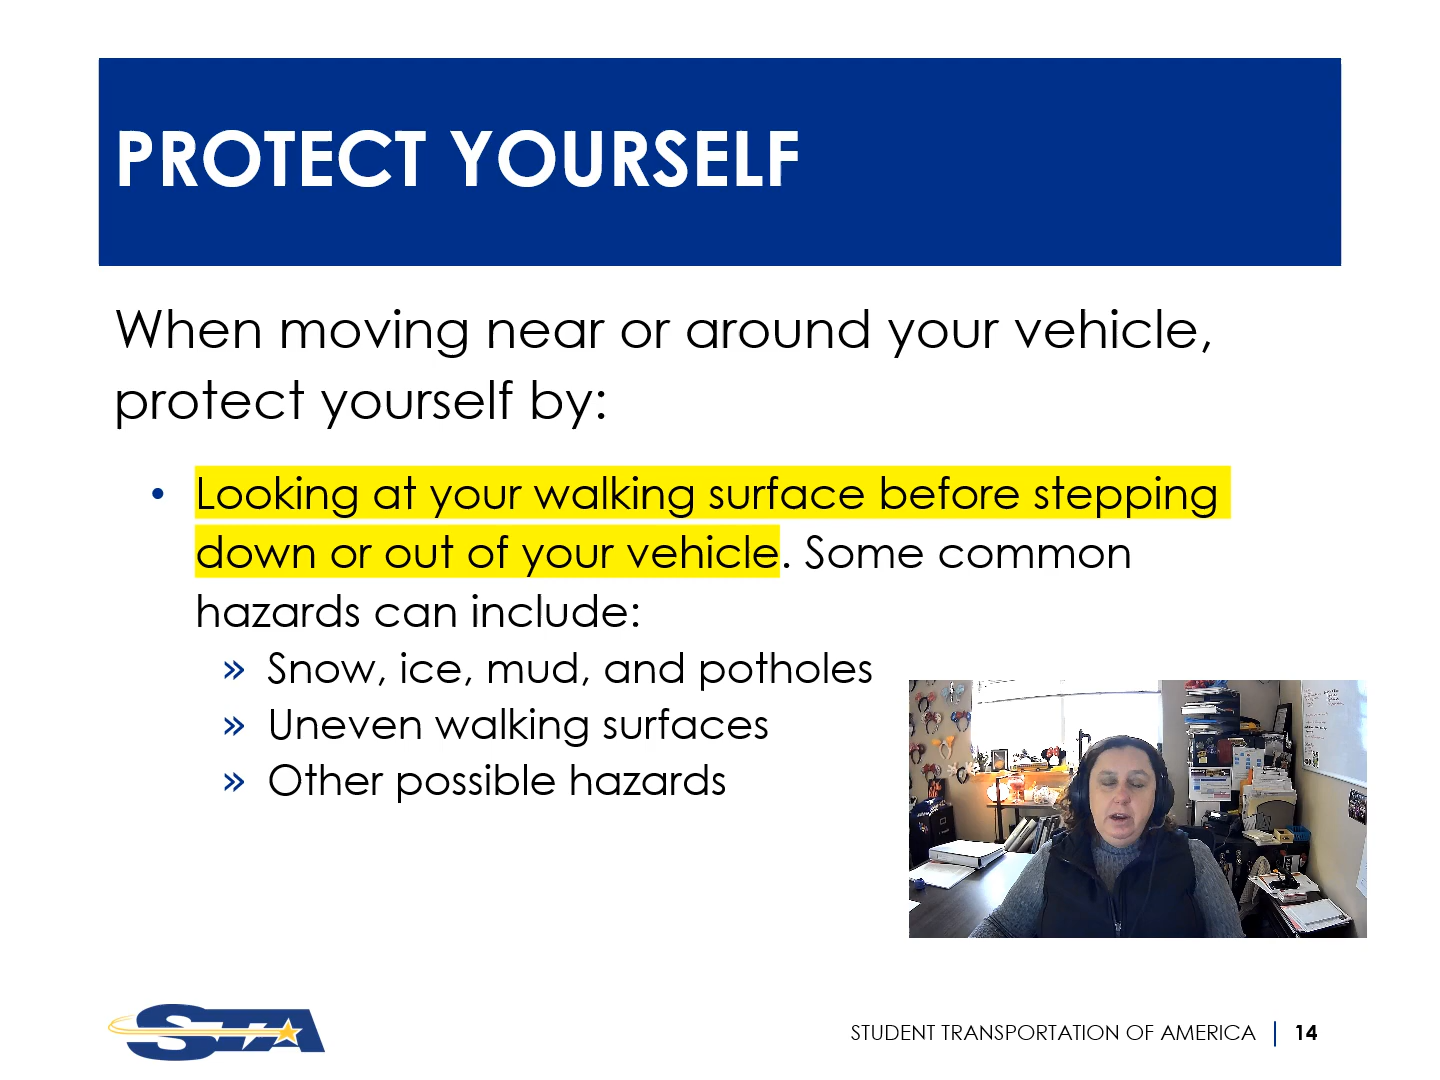 PROTECT YOURSELF
When moving near or around your vehicle,
protect yourself by:
• Looking at your walking surface before stepping
down or out of your vehicle. Some common
hazards can include:
» Snow, ice, mud, and potholes
» Uneven walking surfaces
» Other possible hazards
STA
STUDENT TRANSPORTATION OF AMERICA | 14